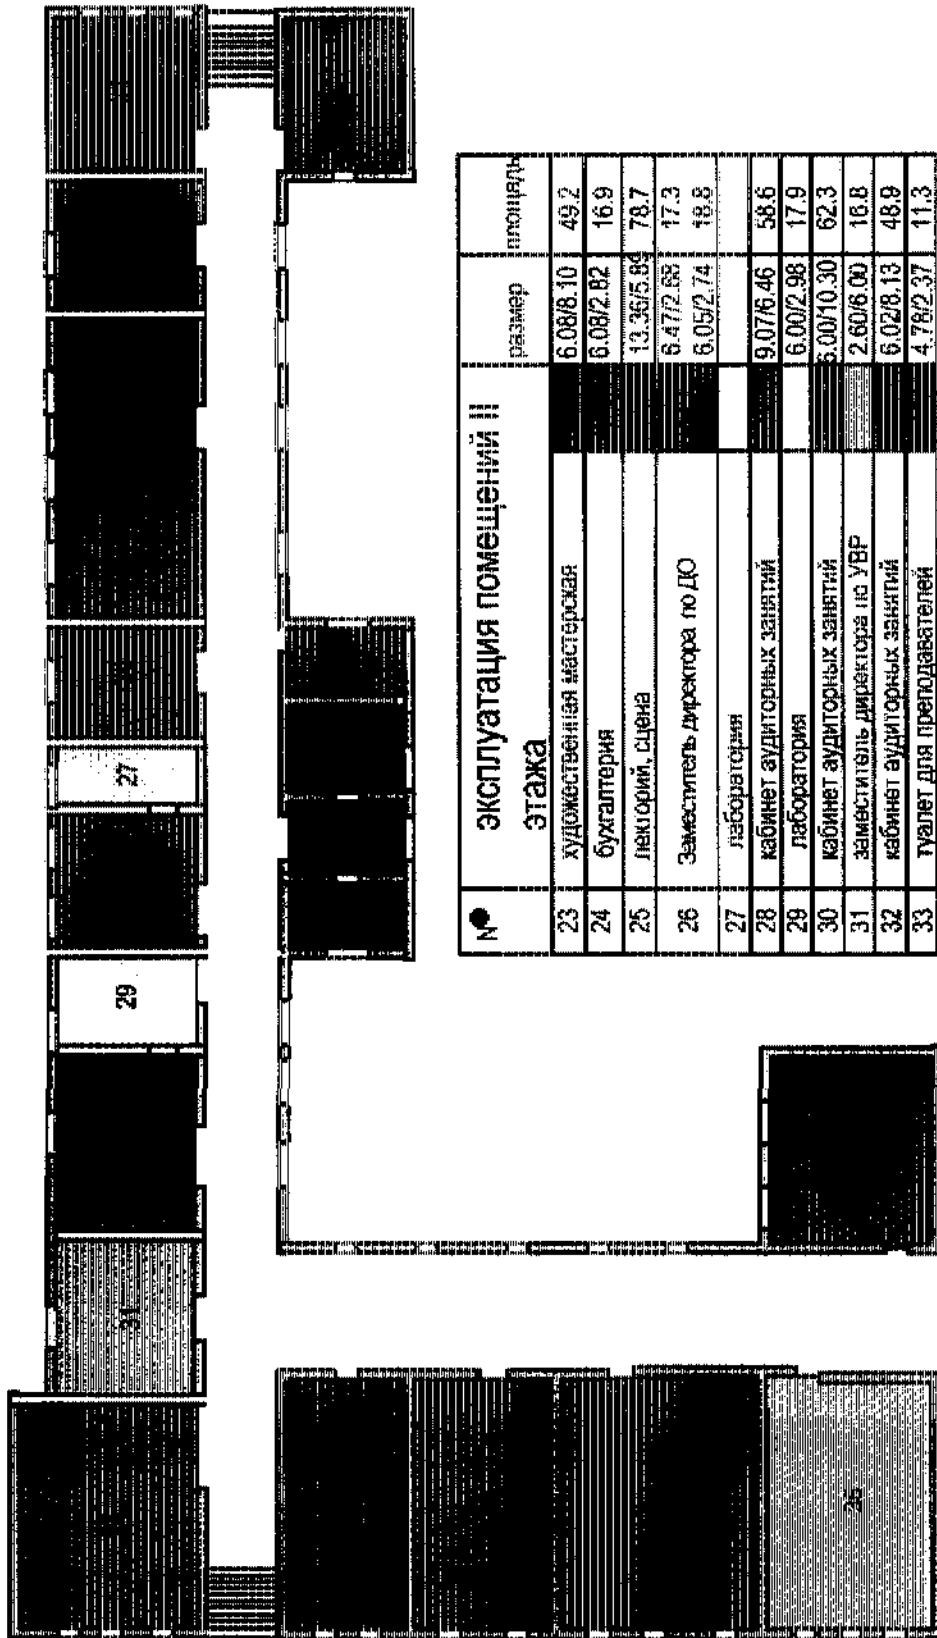 № эксплуатация помещений II размер площадь
этажа
23 художественная мастерская 6.08/8.10 49.2
24 бухгалтерия 6.08/2.82 16.9
25 лекторий, сцена 13.36/5.89 78.7
26 Заместитель директора по ДО 6.47/2.68 17.3
6.05/2.74 18.8
27 лаборатория
28 кабинет аудиторных занятий 9.07/6.46 58.6
29 лаборатория 6.00/2.98 17.9
30 кабинет аудиторных занятий 6.00/10.30 62.3
31 заместитель директора по УВР 2.60/6.00 16.8
32 кабинет аудиторных занятий 6.02/8.13 48.9
33 туалет для преподавателей 4.78/2.37 11.3
27
29
31